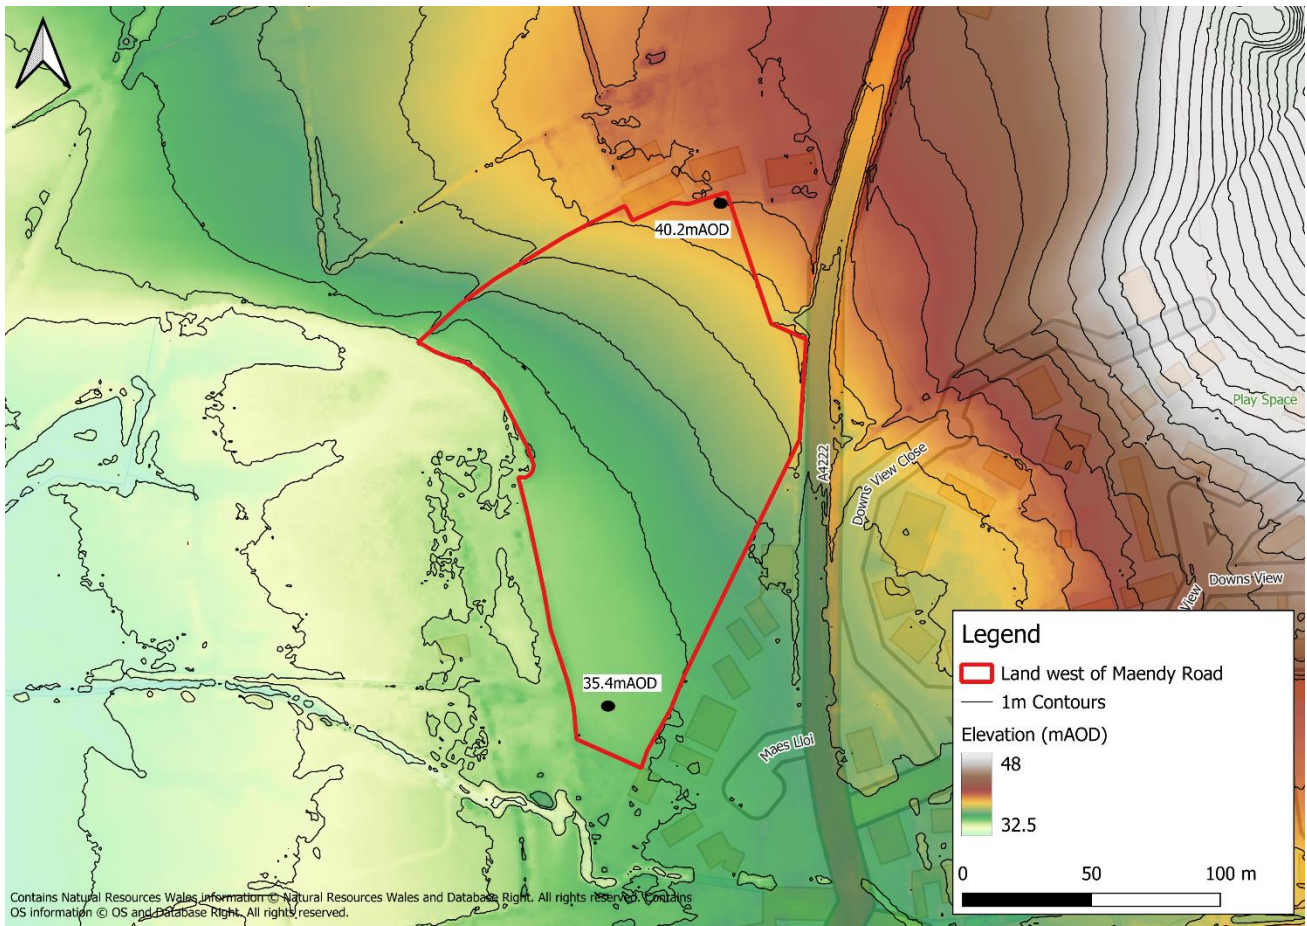 40.2mAOD
Play Space
A4222
Downs View Close
Downs View
View
35.4mAOD
Maes Lloi
Legend
Land west of Maendy Road
1m Contours
Elevation (mAOD)
48
32.5
0 50 100 m
Contains Natural Resources Wales information © Natural Resources Wales and Database Right. All rights reserved. Contains
OS information © OS and Database Right. All rights reserved.